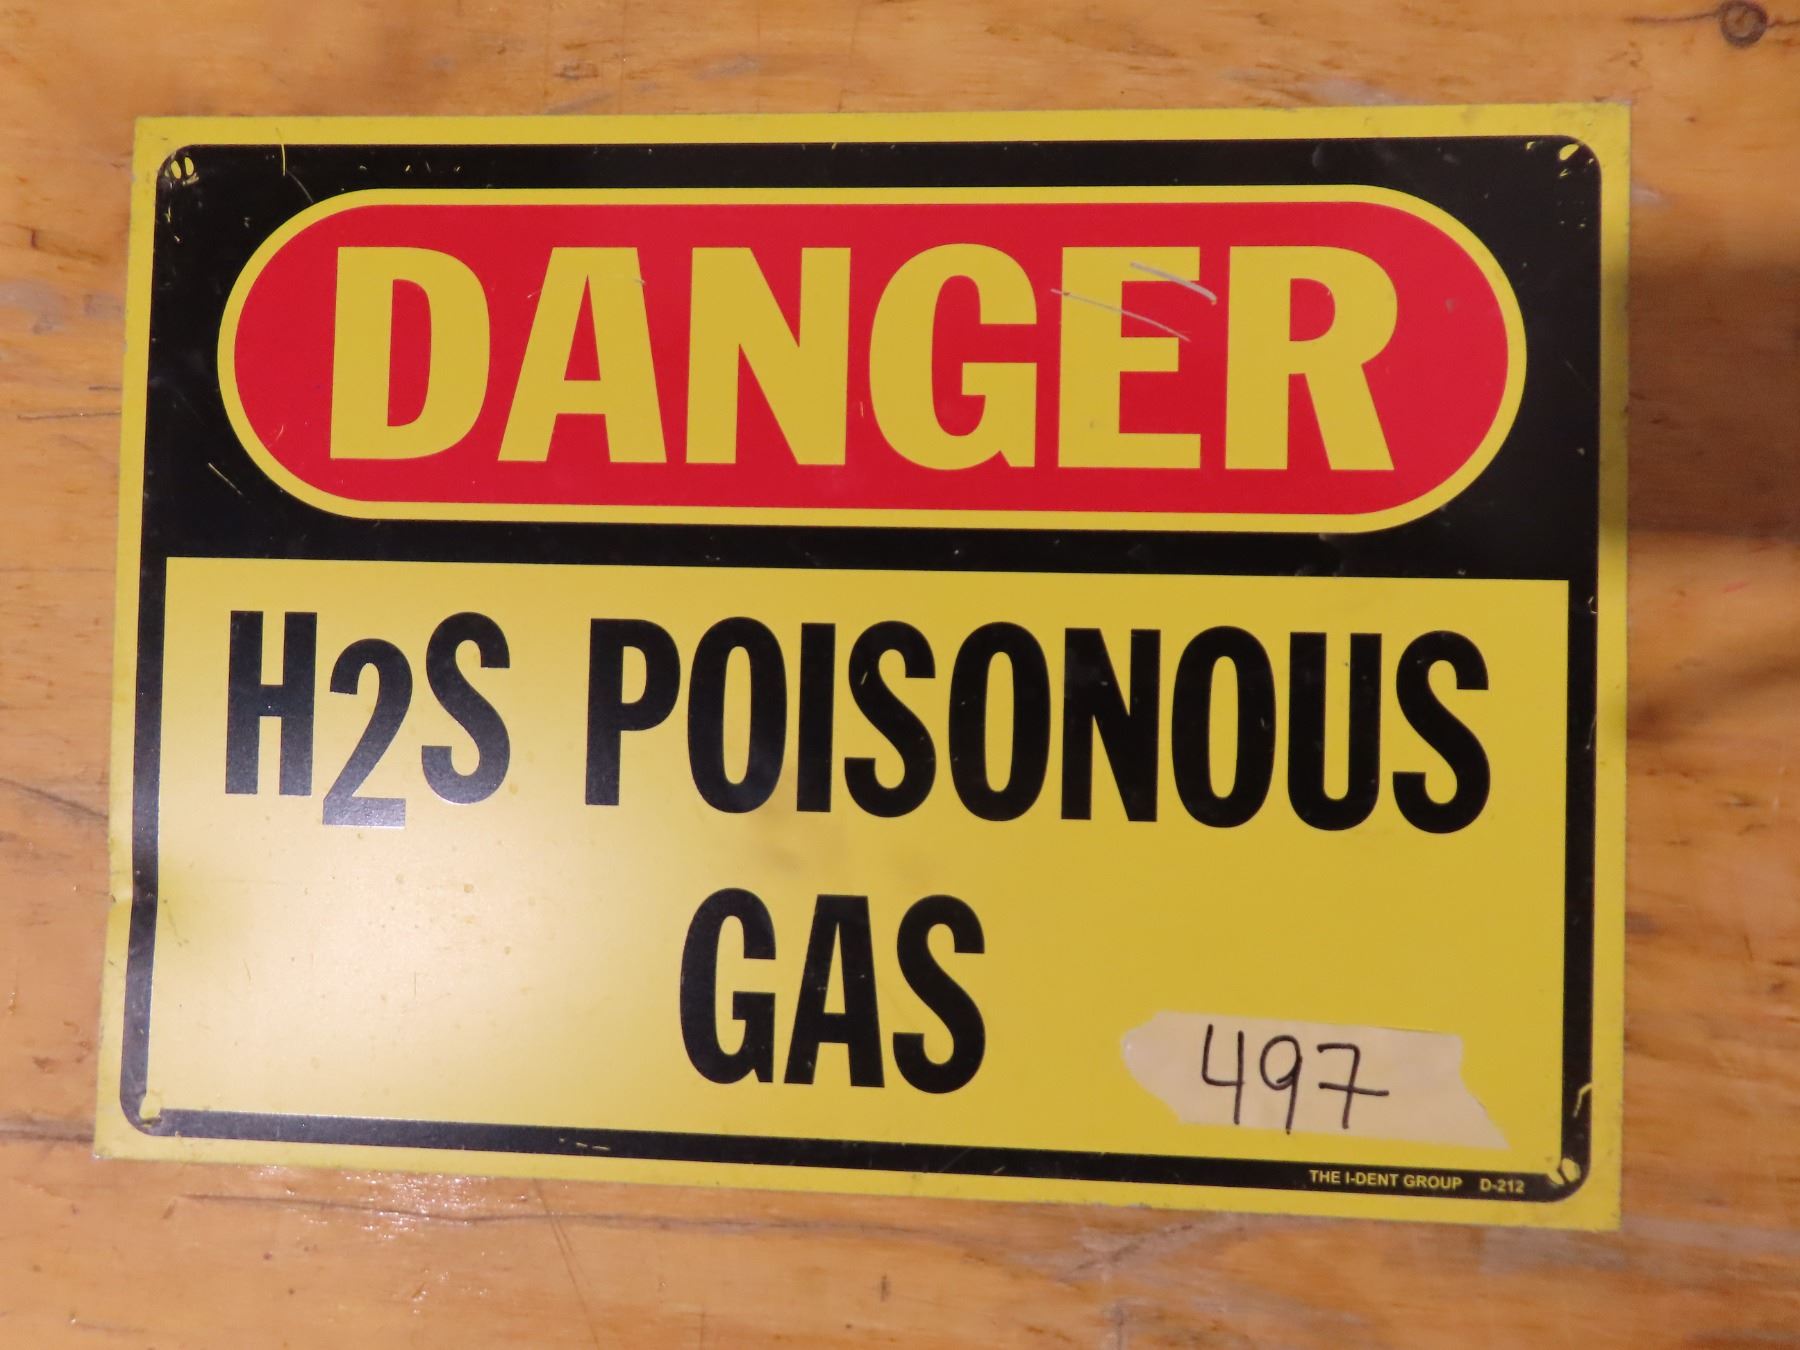 DANGER
H2S POISONOUS
GAS
497
THE I-DENT GROUP D-212